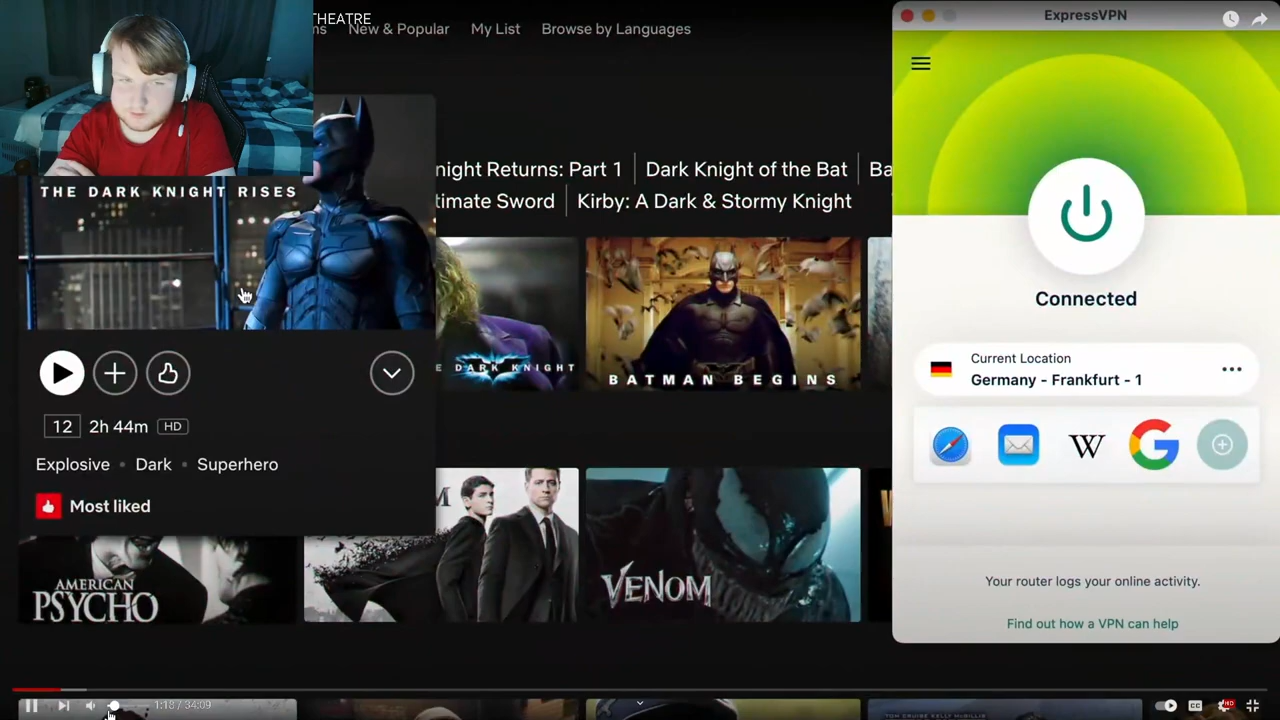 THEATRE
ms New & Popular My List Browse by Languages
ExpressVPN
night Returns: Part 1 Dark Knight of the Bat Ba
timate Sword Kirby: A Dark & Stormy Knight
THE DARK KNIGHT RISES
E DARK KNIGHT
BATMAN BEGINS
Connected
Current Location
Germany - Frankfurt - 1
12 2h 44m HD
Explosive • Dark • Superhero
Most liked
W
G
AMERICAN
PSYCHO
M
VENOM
Your router logs your online activity.
Find out how a VPN can help
1:18 / 34:09
CC
HD